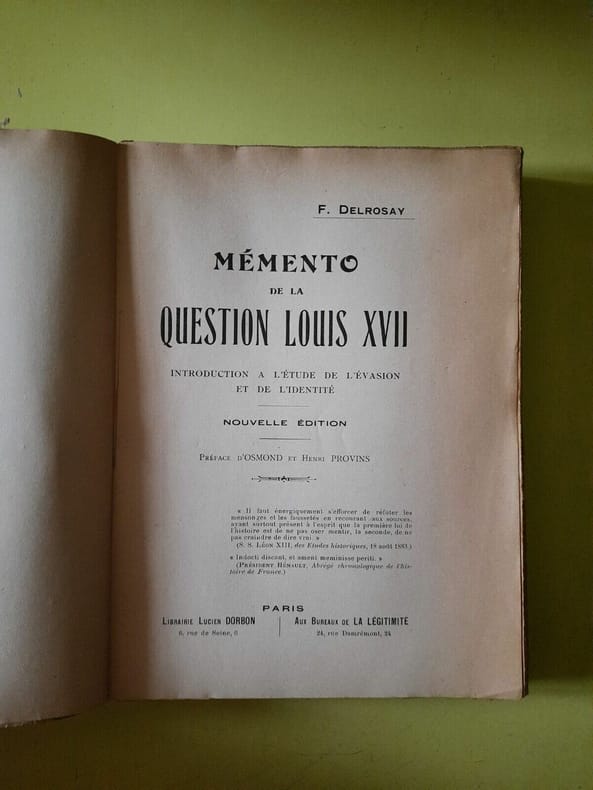 F. DELROSAY
MÉMENTO
DE LA
QUESTION LOUIS XVII
INTRODUCTION A L'ÉTUDE DE L'ÉVASION
ET DE L'IDENTITÉ
NOUVELLE ÉDITION
PRÉFACE D'OSMOND ET HENRI PROVINS
« Il faut énergiquement s'efforcer de réfuter les
mensonges et les faussetés en recourant aux sources,
ayant surtout présent à l'esprit que la première loi de
l'histoire est de ne pas oser mentir, la seconde, de ne
pas craindre de dire vrai. »
(S. S. LÉON XIII, des Etudes historiques, 18 août 1883.)
« Indocti discant, et ament meminisse periti. »
(PRÉSIDENT HÉNAULT, Abrégé chronologique de l'his-
toire de France.)
PARIS
LIBRAIRIE LUCIEN DORBON
6, rue de Seine, 6
AUX BUREAUX DE LA LÉGITIMITÉ
24, rue Damrémont, 24